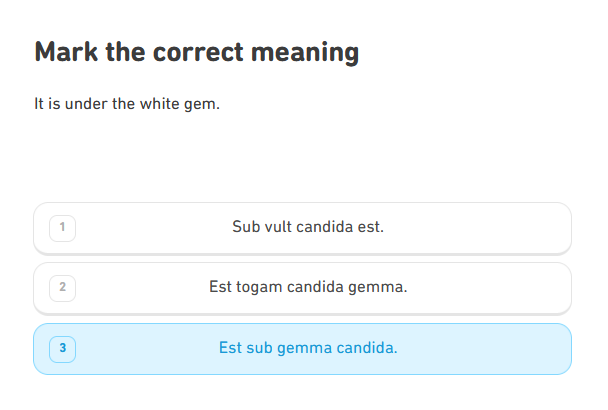 Mark the correct meaning
It is under the white gem.
1 Sub vult candida est.
2 Est togam candida gemma.
3 Est sub gemma candida.